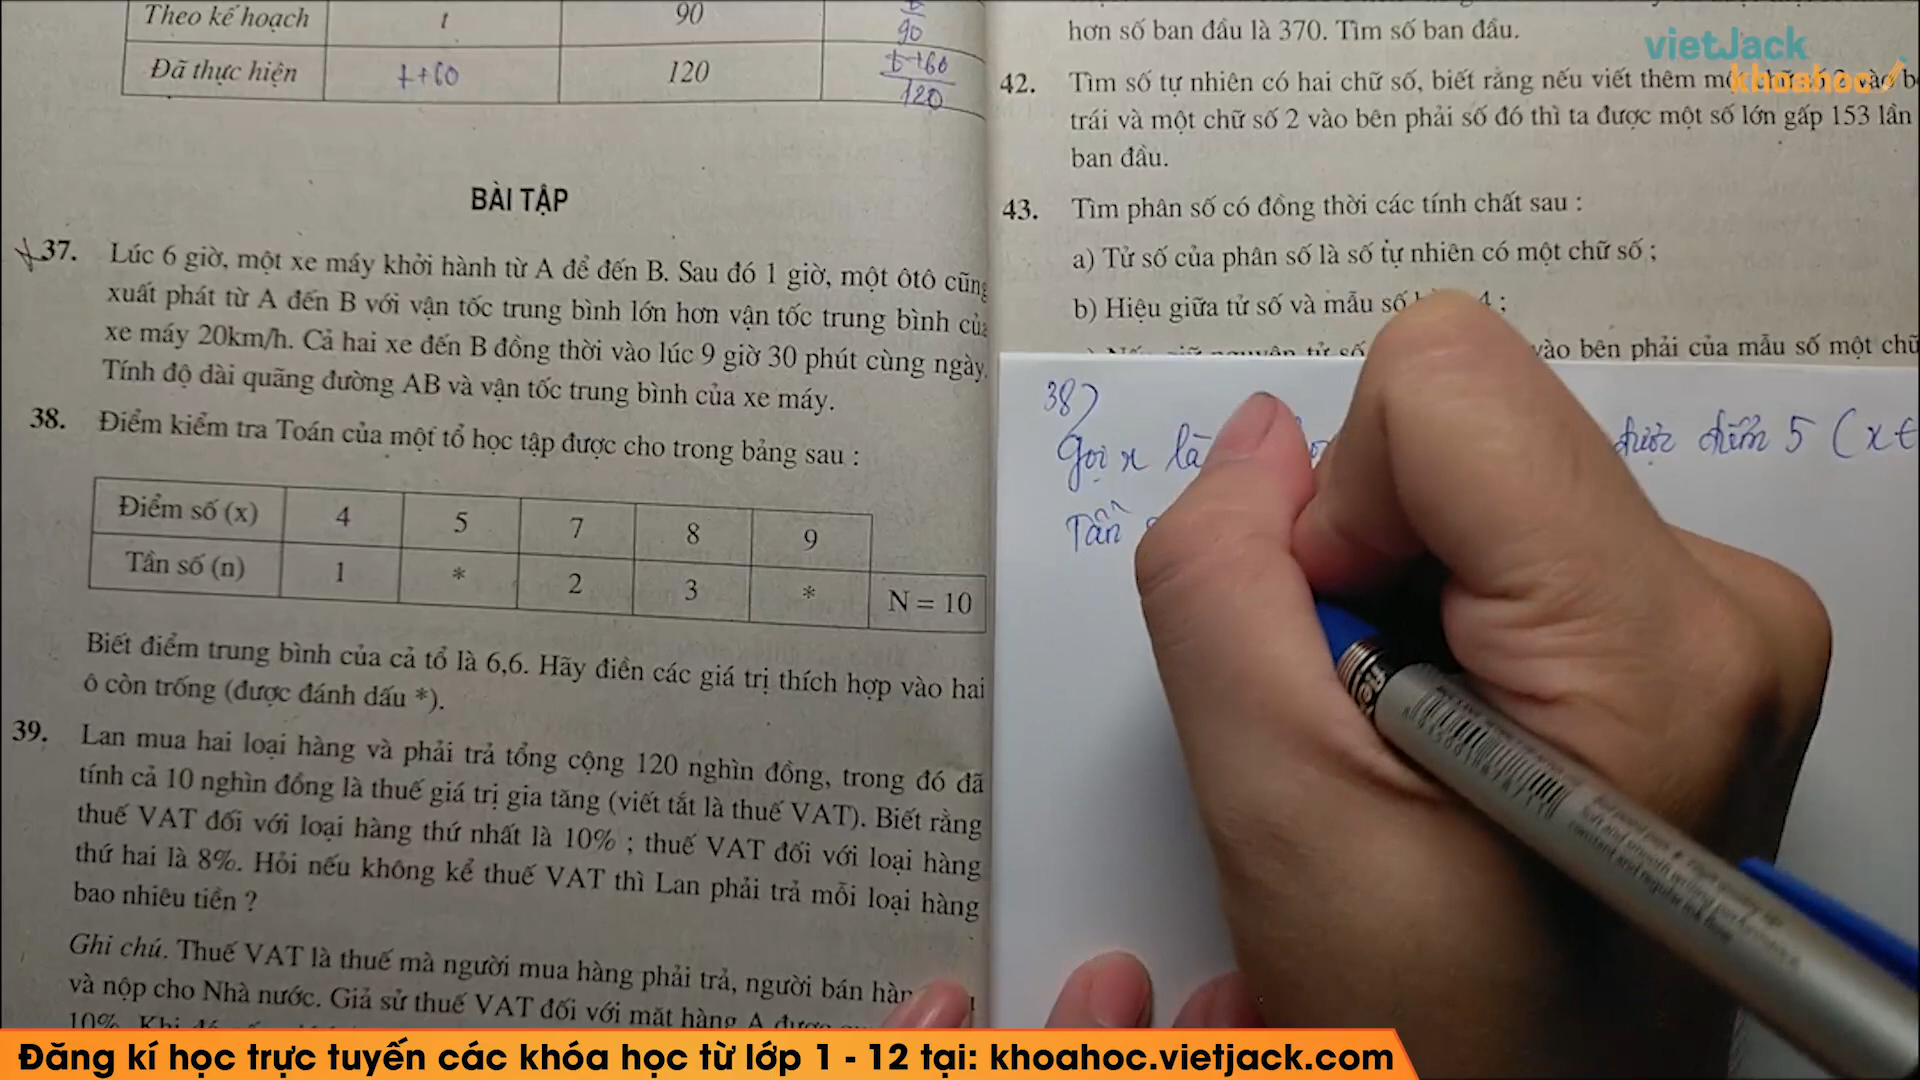 Theo kế hoạch t 90 t/90
Đã thực hiện t+60 120 t+60/120
BÀI TẬP
37. Lúc 6 giờ, một xe máy khởi hành từ A để đến B. Sau đó 1 giờ, một ôtô cũng
xuất phát từ A đến B với vận tốc trung bình lớn hơn vận tốc trung bình của
xe máy 20km/h. Cả hai xe đến B đồng thời vào lúc 9 giờ 30 phút cùng ngày.
Tính độ dài quãng đường AB và vận tốc trung bình của xe máy.
38. Điểm kiểm tra Toán của một tổ học tập được cho trong bảng sau :
Điểm số (x) 4 5 7 8 9
Tần số (n) 1 * 2 3 * N = 10
Biết điểm trung bình của cả tổ là 6,6. Hãy điền các giá trị thích hợp vào hai
ô còn trống (được đánh dấu *).
39. Lan mua hai loại hàng và phải trả tổng cộng 120 nghìn đồng, trong đó đã
tính cả 10 nghìn đồng là thuế giá trị gia tăng (viết tắt là thuế VAT). Biết rằng
thuế VAT đối với loại hàng thứ nhất là 10% ; thuế VAT đối với loại hàng
thứ hai là 8%. Hỏi nếu không kể thuế VAT thì Lan phải trả mỗi loại hàng
bao nhiêu tiền ?
Ghi chú. Thuế VAT là thuế mà người mua hàng phải trả, người bán hàng
và nộp cho Nhà nước. Giả sử thuế VAT đối với mặt hàng A được
10%. Khi đó
hơn số ban đầu là 370. Tìm số ban đầu.
42. Tìm số tự nhiên có hai chữ số, biết rằng nếu viết thêm một chữ số 2 vào b
trái và một chữ số 2 vào bên phải số đó thì ta được một số lớn gấp 153 lần
ban đầu.
43. Tìm phân số có đồng thời các tính chất sau :
a) Tử số của phân số là số tự nhiên có một chữ số ;
b) Hiệu giữa tử số và mẫu số 4 ;
giữ nguyên tử số vào bên phải của mẫu số một chữ
38)
Gọi x là được điểm 5 (x
Tần
vietJack
khoahoc
Đăng kí học trực tuyến các khóa học từ lớp 1 - 12 tại: khoahoc.vietjack.com